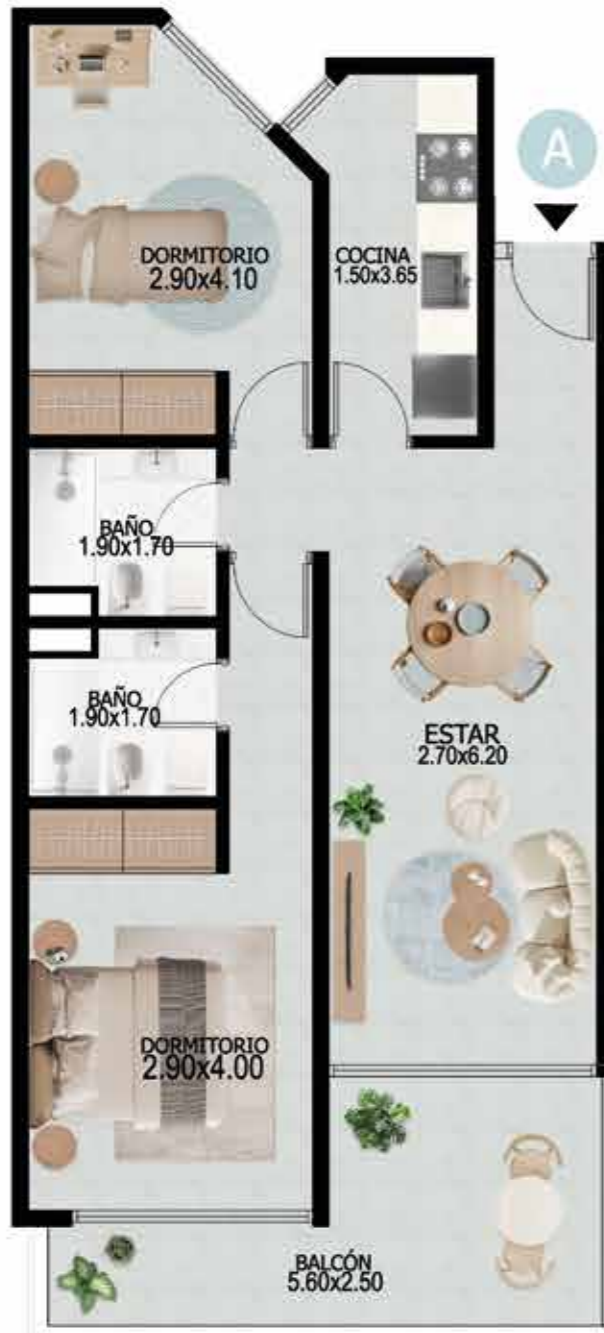 A
DORMITORIO
2.90x4.10
COCINA
1.50x3.65
BAÑO
1.90x1.70
BAÑO
1.90x1.70
ESTAR
2.70x6.20
DORMITORIO
2.90x4.00
BALCÓN
5.60x2.50